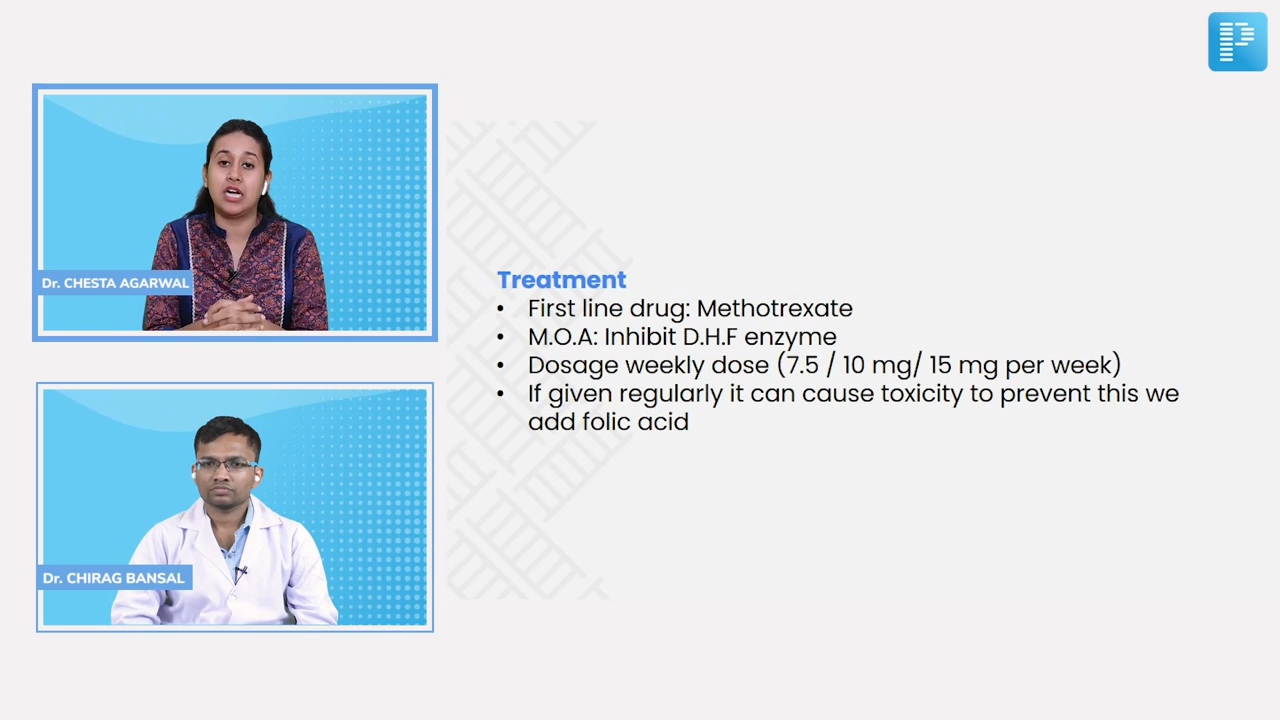 Dr. CHESTA AGARWAL
Dr. CHIRAG BANSAL
Treatment
• First line drug: Methotrexate
• M.O.A: Inhibit D.H.F enzyme
• Dosage weekly dose (7.5 / 10 mg/ 15 mg per week)
• If given regularly it can cause toxicity to prevent this we
add folic acid
P